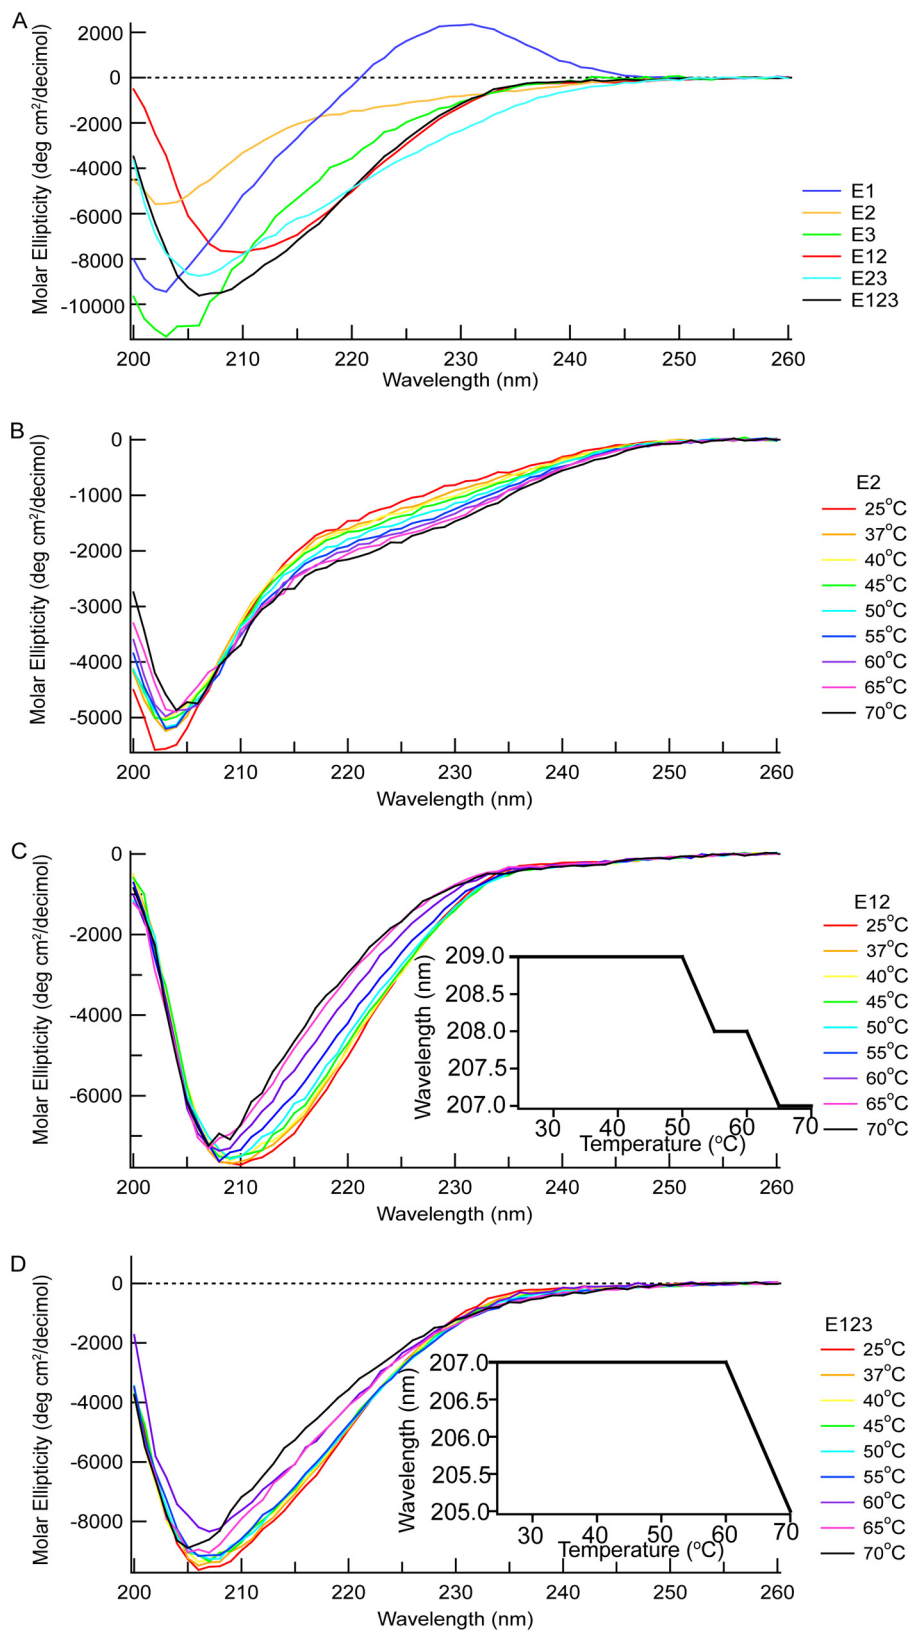 A
Molar Ellipticity (deg cm²/decimol)
2000
0
-2000
-4000
-6000
-8000
-10000
200 210 220 230 240 250 260
Wavelength (nm)
E1
E2
E3
E12
E23
E123
B
Molar Ellipticity (deg cm²/decimol)
0
-1000
-2000
-3000
-4000
-5000
200 210 220 230 240 250 260
Wavelength (nm)
E2
25°C
37°C
40°C
45°C
50°C
55°C
60°C
65°C
70°C
C
Molar Ellipticity (deg cm²/decimol)
0
-2000
-4000
-6000
200 210 220 230 240 250 260
Wavelength (nm)
Wavelength (nm)
209.0
208.5
208.0
207.5
207.0
30 40 50 60 70
Temperature (°C)
E12
25°C
37°C
40°C
45°C
50°C
55°C
60°C
65°C
70°C
D
Molar Ellipticity (deg cm²/decimol)
0
-2000
-4000
-6000
-8000
200 210 220 230 240 250 260
Wavelength (nm)
Wavelength (nm)
207.0
206.5
206.0
205.5
205.0
30 40 50 60 70
Temperature (°C)
E123
25°C
37°C
40°C
45°C
50°C
55°C
60°C
65°C
70°C